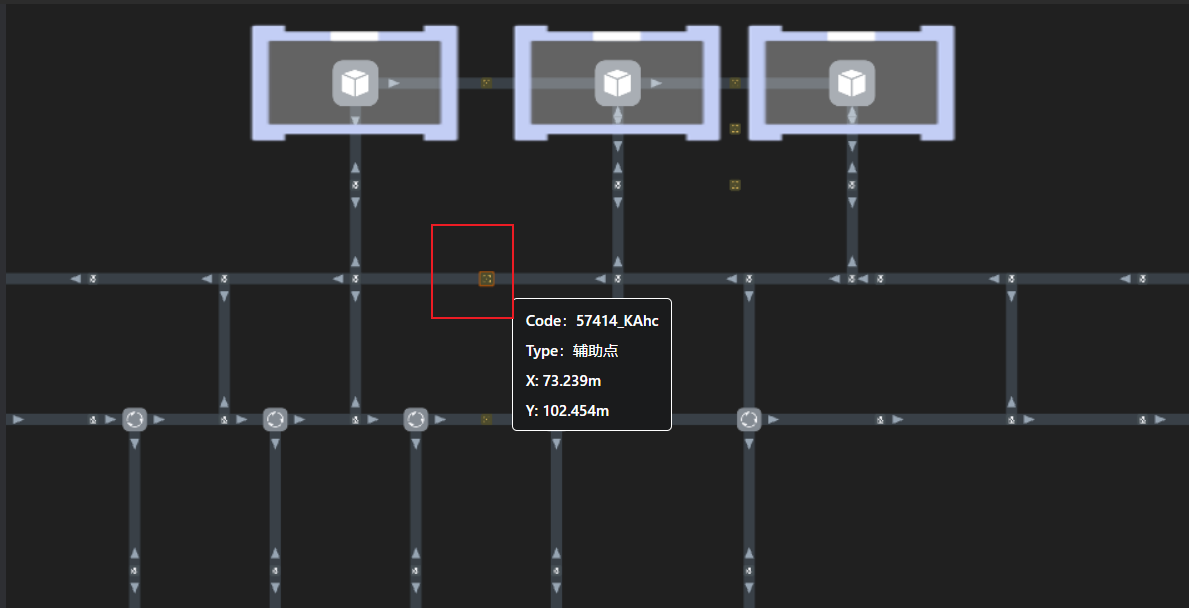 Code：57414_KAhc
Type：辅助点
X: 73.239m
Y: 102.454m